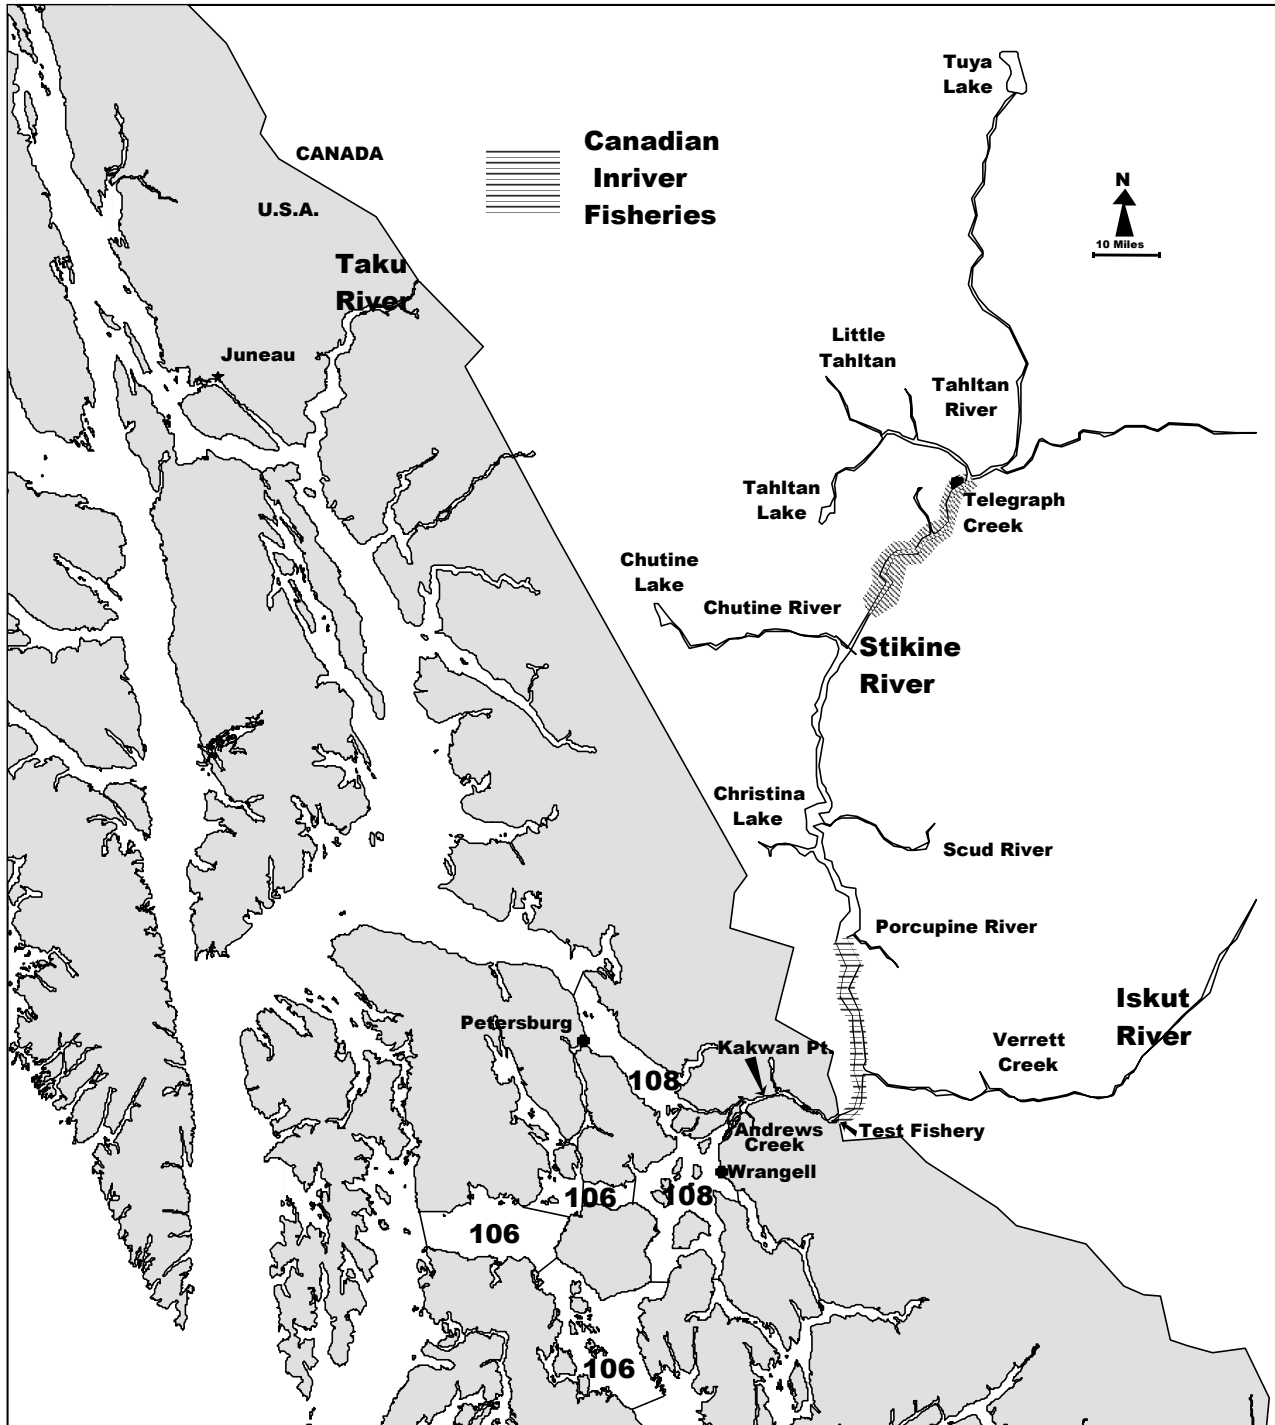 Tuya
Lake
Canadian
Inriver
Fisheries
CANADA
U.S.A.
N
10 Miles
Taku
River
Juneau
Little
Tahltan
Tahltan
River
Tahltan
Lake
Telegraph
Creek
Chutine
Lake
Chutine River
Stikine
River
Christina
Lake
Scud River
Porcupine River
Iskut
River
Petersburg
Verrett
Creek
Kakwan Pt.
108
Andrews
Creek
Test Fishery
Wrangell
106
108
106
106